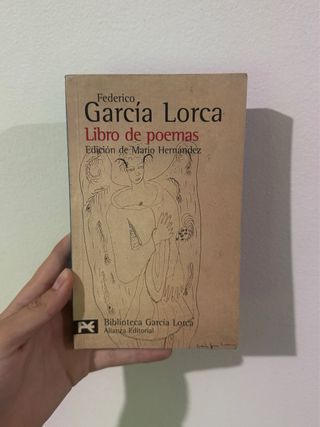 Federico
García Lorca
Libro de poemas
Edición de Mario Hernández
Biblioteca García Lorca
Alianza Editorial